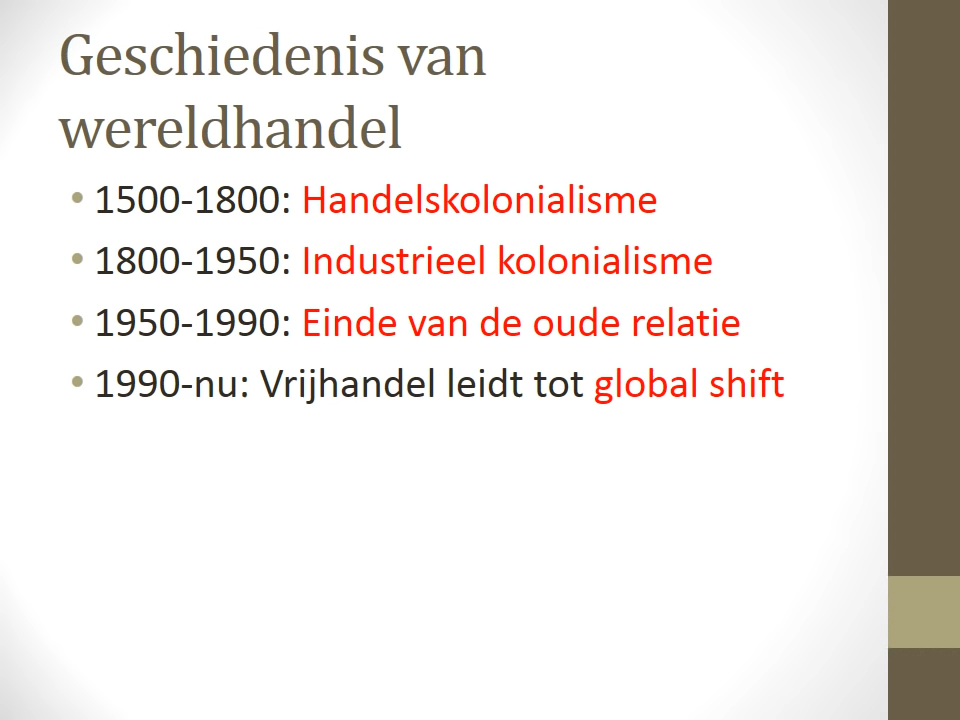 Geschiedenis van
wereldhandel
• 1500-1800: Handelskolonialisme
• 1800-1950: Industrieel kolonialisme
• 1950-1990: Einde van de oude relatie
• 1990-nu: Vrijhandel leidt tot global shift